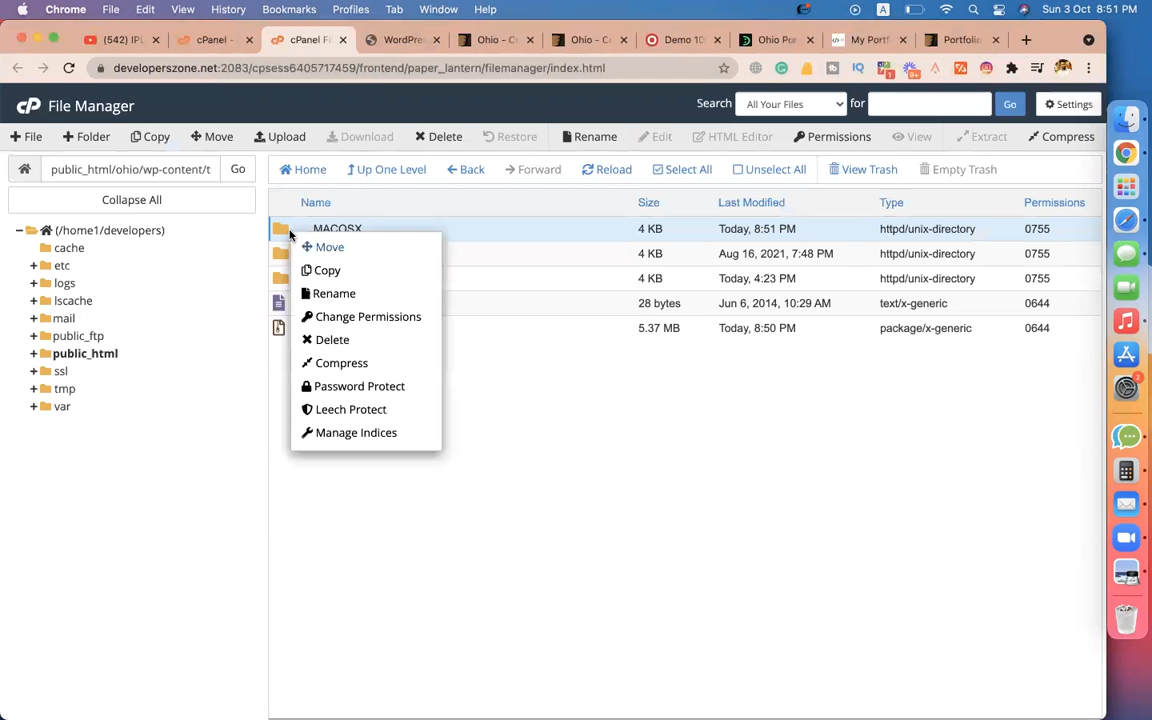 Chrome File Edit View History Bookmarks Profiles Tab Window Help A Sun 3 Oct 8:51 PM
(542) IPL cPanel - cPanel Fi WordPres Ohio – C Ohio – C Demo 10 Ohio Por My Portf Portfolio
developerszone.net:2083/cpsess6405717459/frontend/paper_lantern/filemanager/index.html
cP File Manager Search All Your Files for Go Settings
File Folder Copy Move Upload Download Delete Restore Rename Edit HTML Editor Permissions View Extract Compress
public_html/ohio/wp-content/t Go Home Up One Level Back Forward Reload Select All Unselect All View Trash Empty Trash
Collapse All
Name Size Last Modified Type Permissions
(/home1/developers) MACOSX 4 KB Today, 8:51 PM httpd/unix-directory 0755
cache Move 4 KB Aug 16, 2021, 7:48 PM httpd/unix-directory 0755
etc Copy 4 KB Today, 4:23 PM httpd/unix-directory 0755
logs Rename 28 bytes Jun 6, 2014, 10:29 AM text/x-generic 0644
lscache Change Permissions 5.37 MB Today, 8:50 PM package/x-generic 0644
mail Delete
public_ftp Compress
public_html Password Protect
ssl Leech Protect
tmp Manage Indices
var